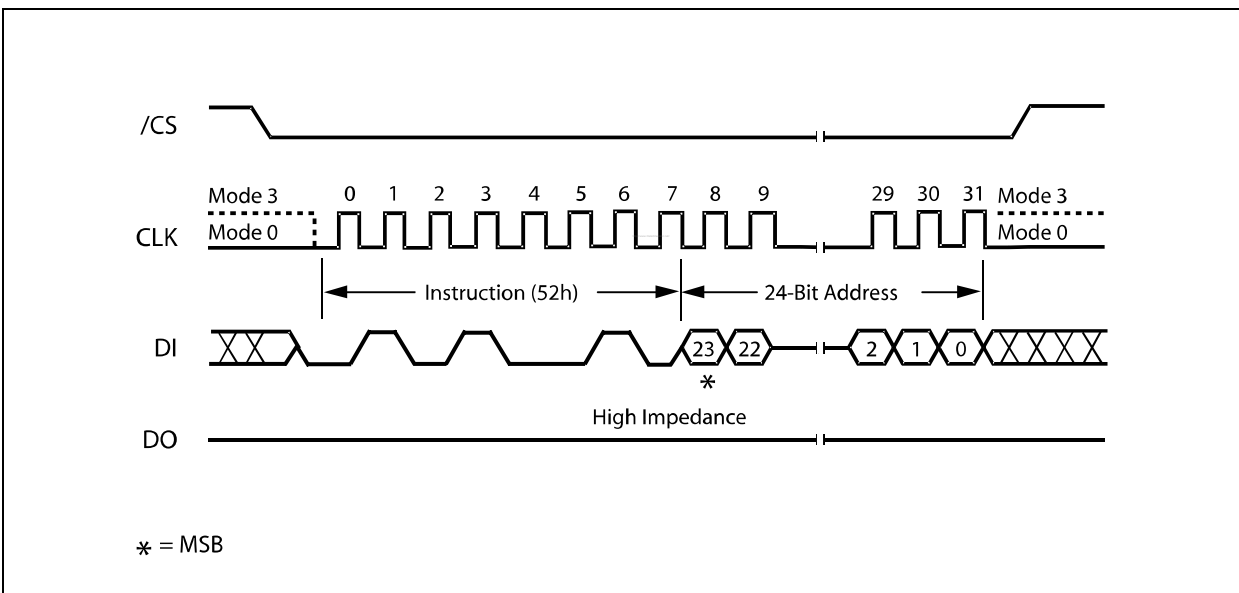 /CS
Mode 3 0 1 2 3 4 5 6 7 8 9 29 30 31 Mode 3
CLK Mode 0 Mode 0
Instruction (52h) 24-Bit Address
DI 23 22 2 1 0
*
High Impedance
DO
* = MSB